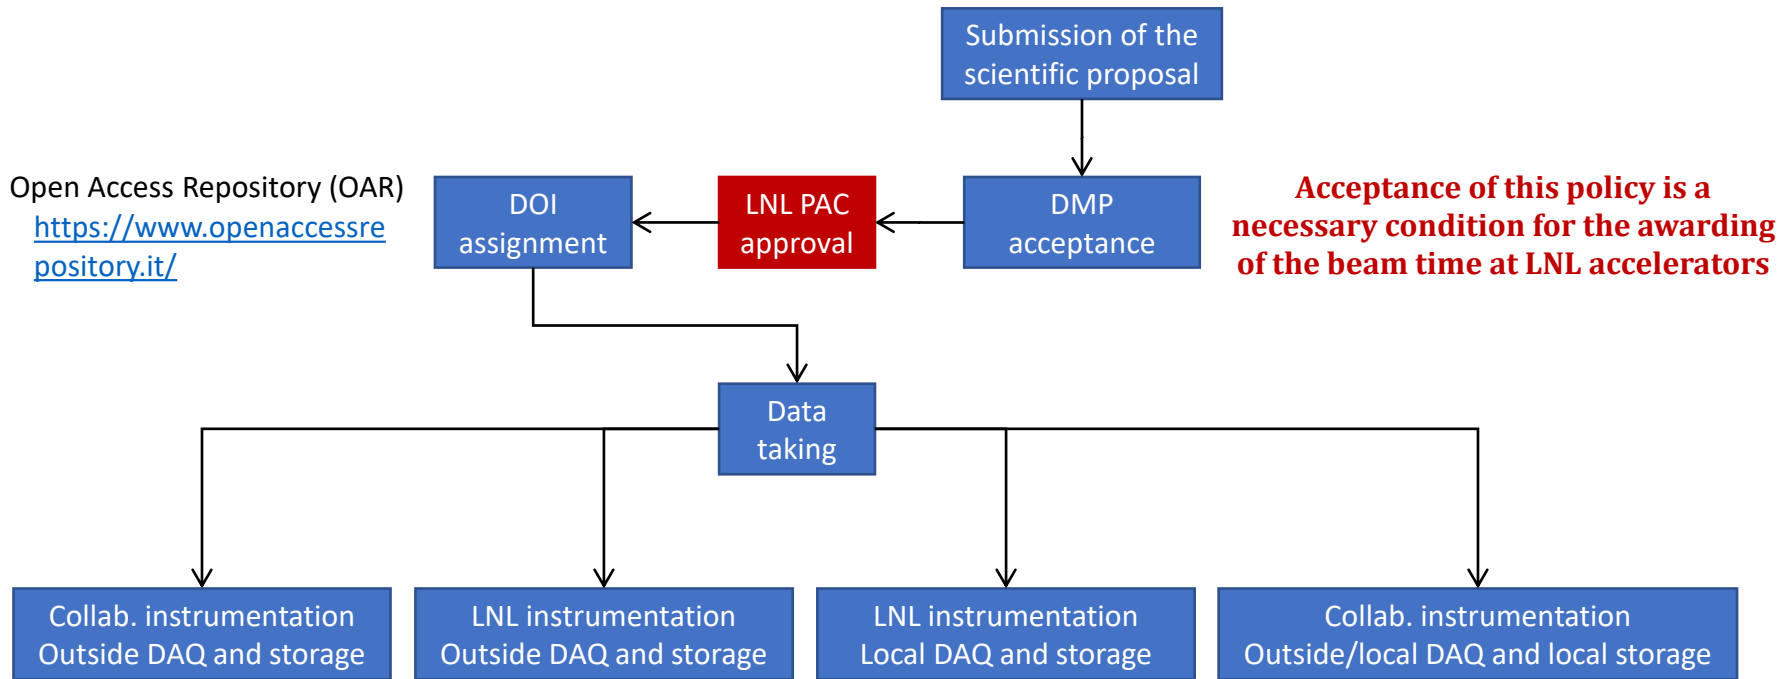 Submission of the
scientific proposal
Open Access Repository (OAR)
https://www.openaccessre
pository.it/
DOI
assignment
LNL PAC
approval
DMP
acceptance
Acceptance of this policy is a
necessary condition for the awarding
of the beam time at LNL accelerators
Data
taking
Collab. instrumentation
Outside DAQ and storage
LNL instrumentation
Outside DAQ and storage
LNL instrumentation
Local DAQ and storage
Collab. instrumentation
Outside/local DAQ and local storage